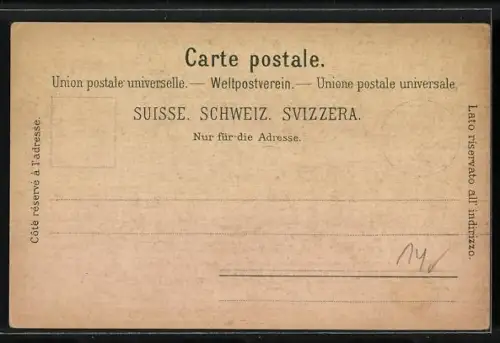 Carte postale.
Union postale universelle. — Weltpostverein. — Unione postale universale.
SUISSE. SCHWEIZ. SVIZZERA.
Nur für die Adresse.
Côté réservé à l'adresse.
Lato riservato all' indirizzo.